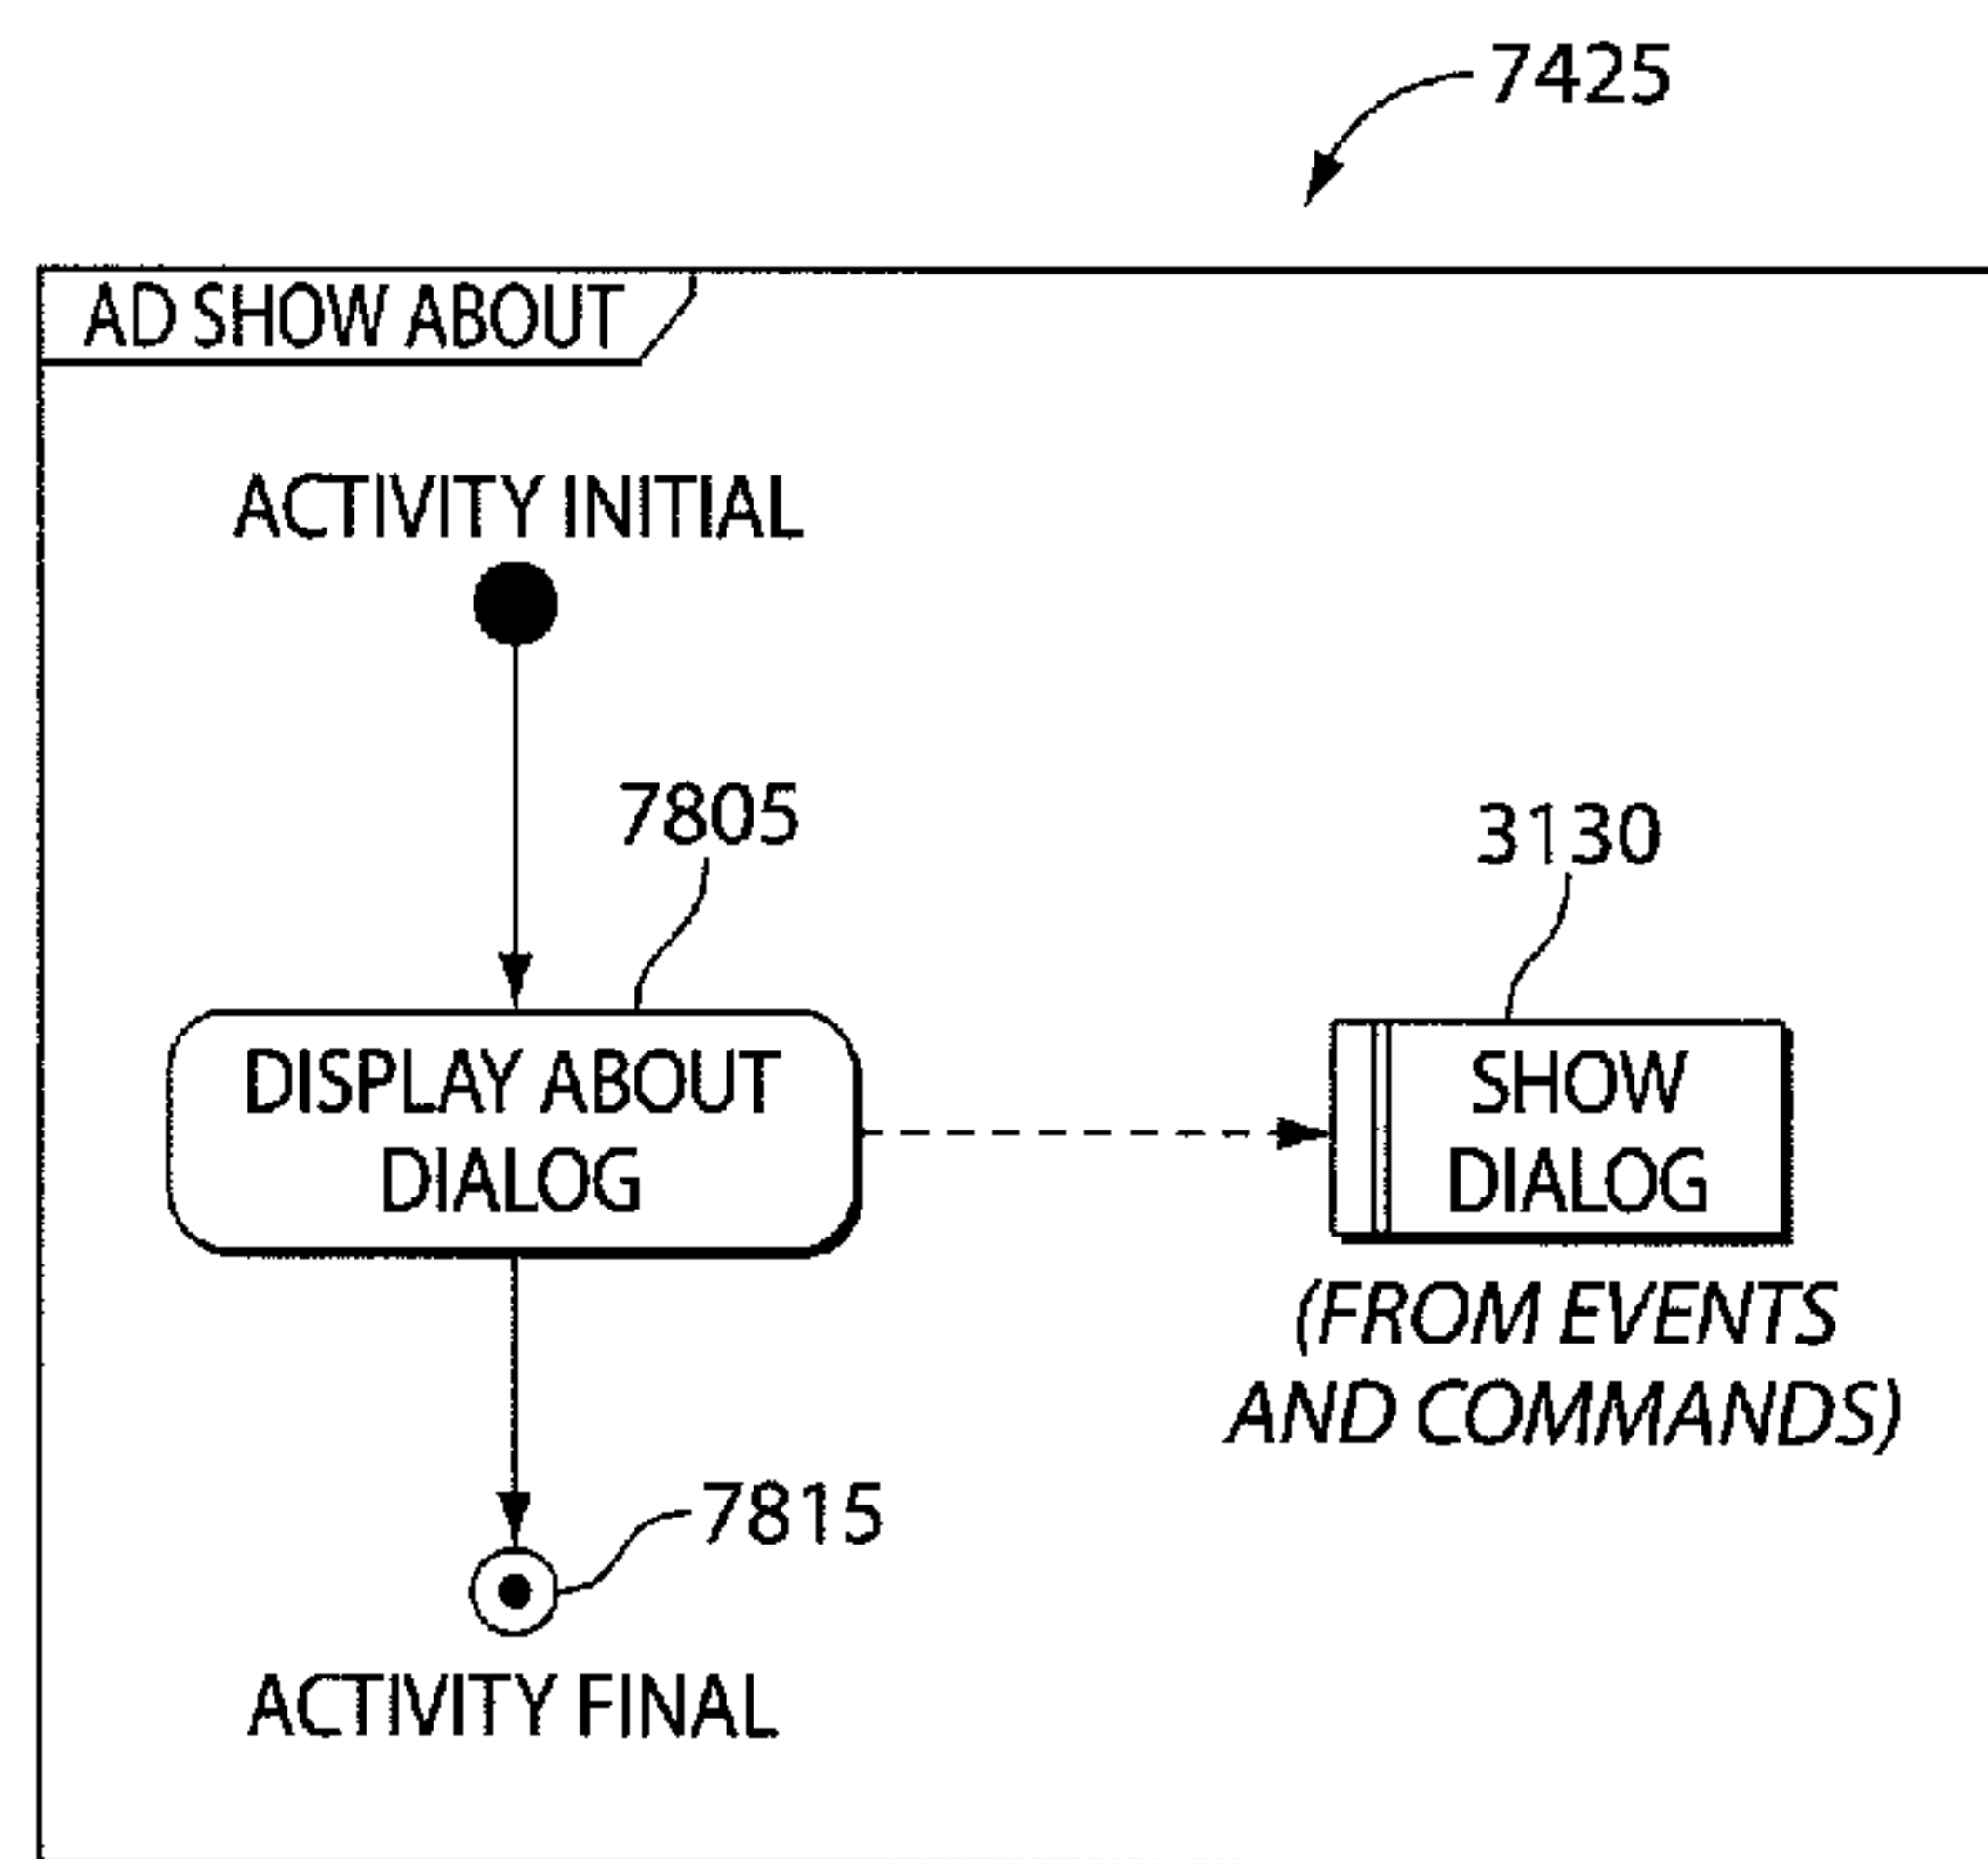 7425
AD SHOW ABOUT
ACTIVITY INITIAL
7805
3130
DISPLAY ABOUT
DIALOG
SHOW
DIALOG
(FROM EVENTS
AND COMMANDS)
7815
ACTIVITY FINAL